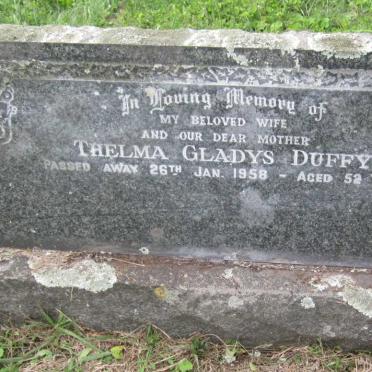 In Loving Memory of
MY BELOVED WIFE
AND OUR DEAR MOTHER
THELMA GLADYS DUFFY
PASSED AWAY 26TH JAN. 1958 - AGED 52